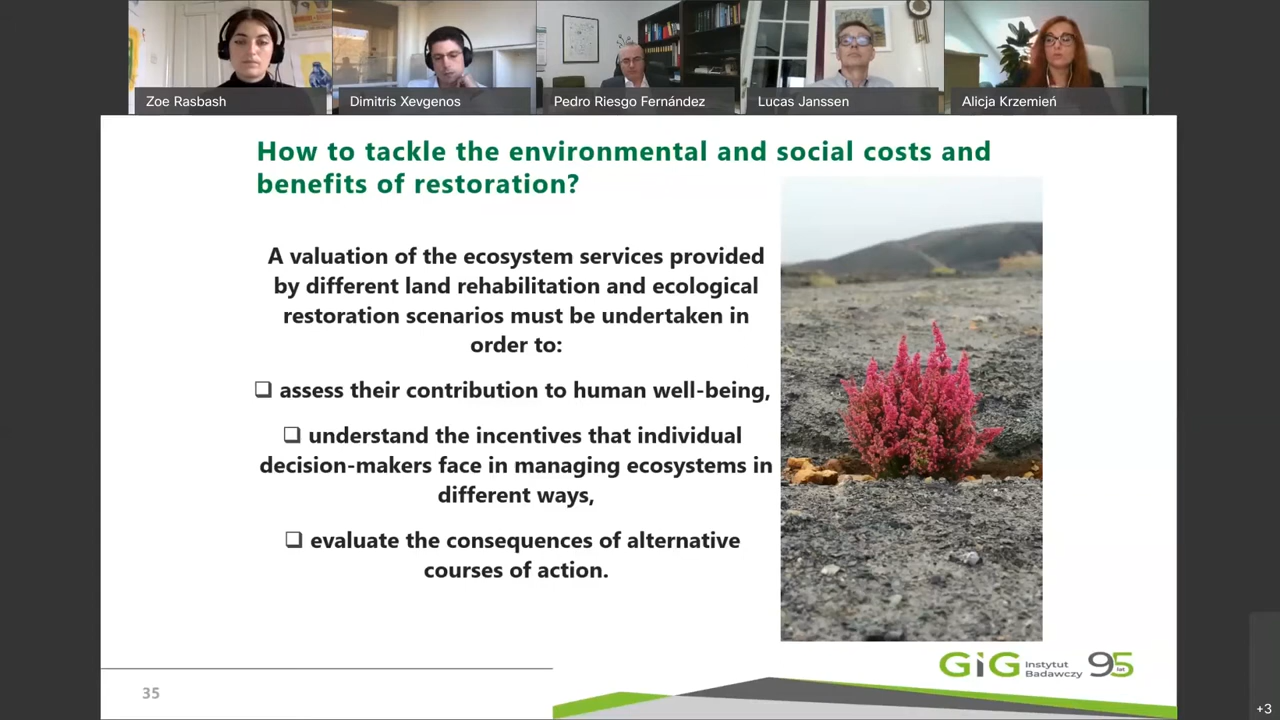 Zoe Rasbash
Dimitris Xevgenos
Pedro Riesgo Fernández
Lucas Janssen
Alicja Krzemień
How to tackle the environmental and social costs and
benefits of restoration?
A valuation of the ecosystem services provided
by different land rehabilitation and ecological
restoration scenarios must be undertaken in
order to:
❑ assess their contribution to human well-being,
❑ understand the incentives that individual
decision-makers face in managing ecosystems in
different ways,
❑ evaluate the consequences of alternative
courses of action.
GiG Instytut
Badawczy
95 lat
35
+3